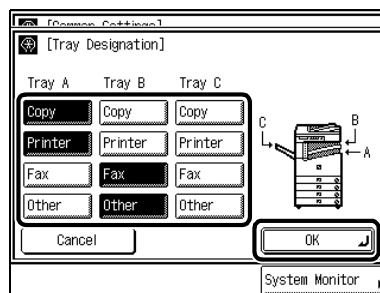 [Common Settings]
[Tray Designation]
Tray A Tray B Tray C
Copy Copy Copy
Printer Printer Printer
Fax Fax Fax
Other Other Other
C B
A
Cancel OK
System Monitor